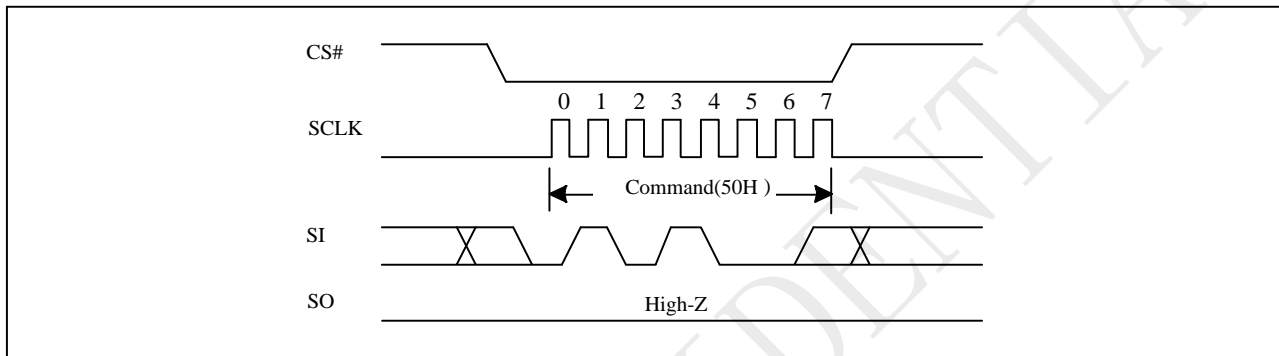 CS#
0 1 2 3 4 5 6 7
SCLK
Command(50H )
SI
SO
High-Z